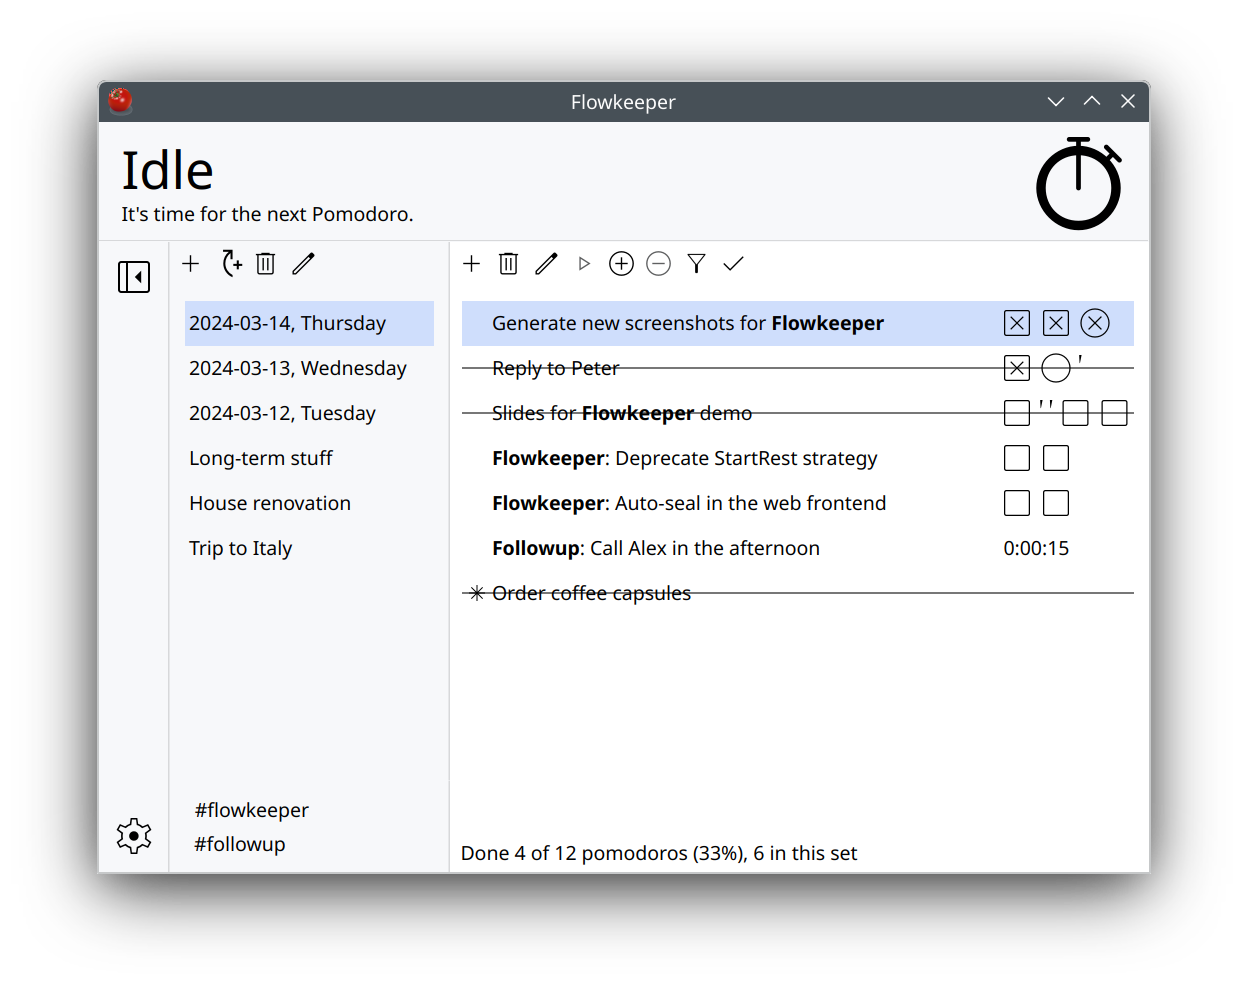 Flowkeeper
Idle
It's time for the next Pomodoro.
2024-03-14, Thursday
2024-03-13, Wednesday
2024-03-12, Tuesday
Long-term stuff
House renovation
Trip to Italy
#flowkeeper
#followup
Generate new screenshots for Flowkeeper
Reply to Peter
Slides for Flowkeeper demo
Flowkeeper: Deprecate StartRest strategy
Flowkeeper: Auto-seal in the web frontend
Followup: Call Alex in the afternoon 0:00:15
Order coffee capsules
Done 4 of 12 pomodoros (33%), 6 in this set